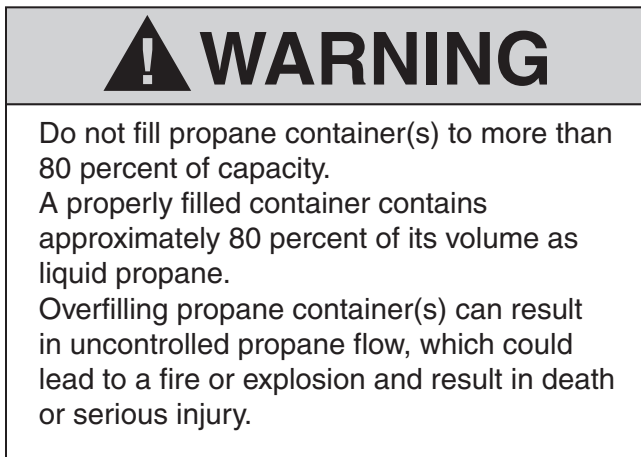 WARNING
Do not fill propane container(s) to more than
80 percent of capacity.
A properly filled container contains
approximately 80 percent of its volume as
liquid propane.
Overfilling propane container(s) can result
in uncontrolled propane flow, which could
lead to a fire or explosion and result in death
or serious injury.